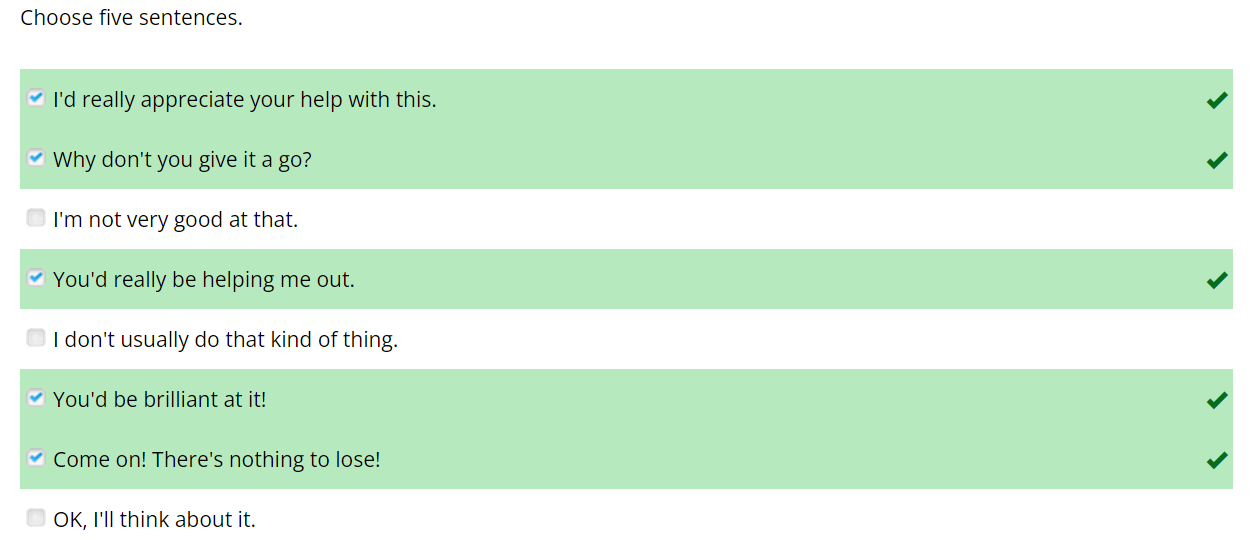 Choose five sentences.
I'd really appreciate your help with this.
Why don't you give it a go?
I'm not very good at that.
You'd really be helping me out.
I don't usually do that kind of thing.
You'd be brilliant at it!
Come on! There's nothing to lose!
OK, I'll think about it.